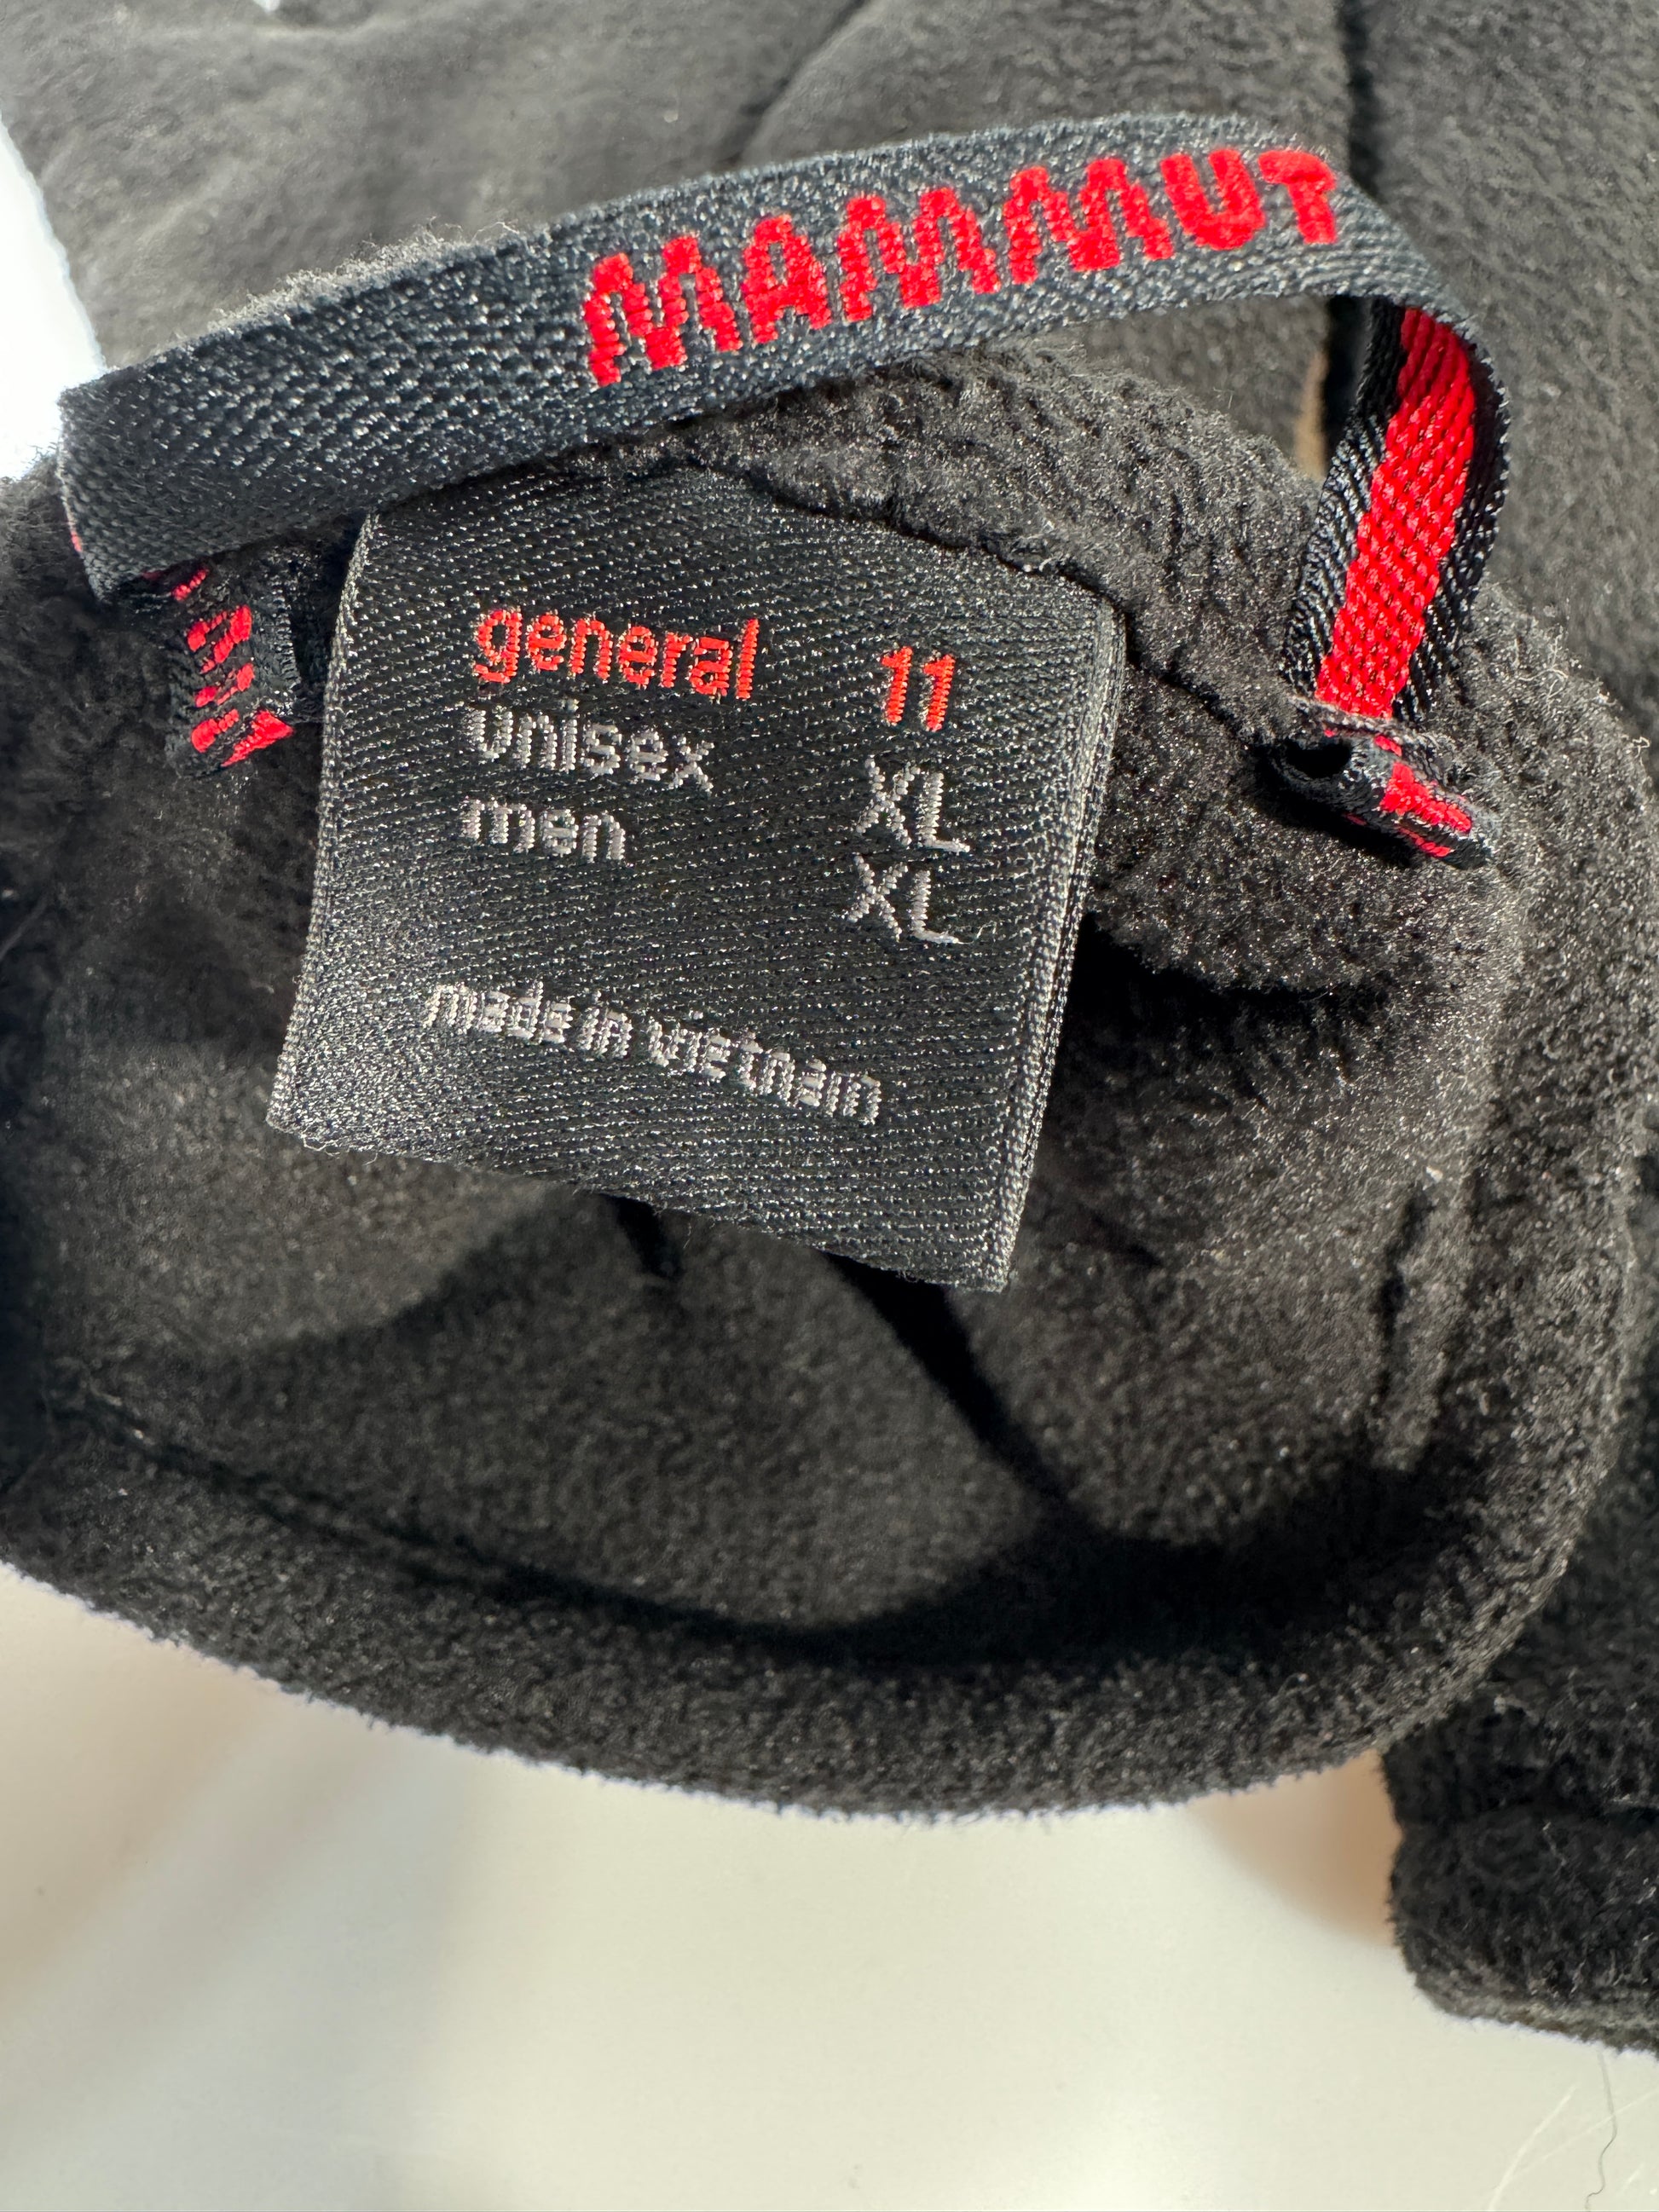 MAMMUT
general 11
unisex XL
men XL
made in vietnam